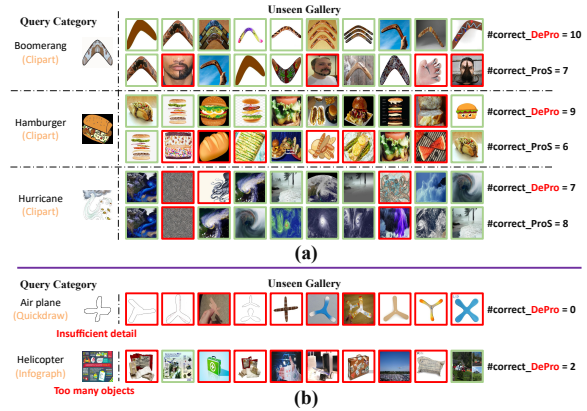 Query Category
Unseen Gallery
Boomerang
(Clipart)
#correct_DePro = 10
#correct_ProS = 7
Hamburger
(Clipart)
#correct_DePro = 9
#correct_ProS = 6
Hurricane
(Clipart)
#correct_DePro = 7
#correct_ProS = 8
(a)
Query Category
Unseen Gallery
Air plane
(Quickdraw)
#correct_DePro = 0
Insufficient detail
Helicopter
(Infograph)
#correct_DePro = 2
Too many objects
(b)